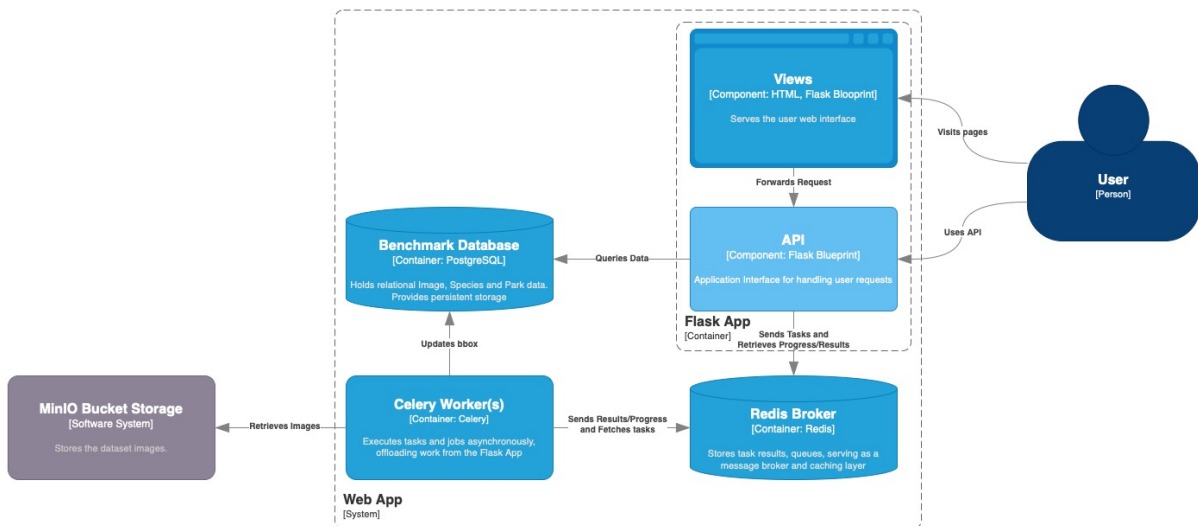 Views
[Component: HTML, Flask Blooprint]
Serves the user web interface
Visits pages
User
[Person]
Forwards Request
Uses API
API
[Component: Flask Blueprint]
Application Interface for handling user requests
Queries Data
Benchmark Database
[Container: PostgreSQL]
Holds relational Image, Species and Park data.
Provides persistent storage
Flask App
[Container]
Sends Tasks and
Retrieves Progress/Results
Updates bbox
MinIO Bucket Storage
[Software System]
Stores the dataset images.
Retrieves Images
Celery Worker(s)
[Container: Celery]
Executes tasks and jobs asynchronously,
offloading work from the Flask App
Sends Results/Progress
and Fetches tasks
Redis Broker
[Container: Redis]
Stores task results, queues, serving as a
message broker and caching layer
Web App
[System]